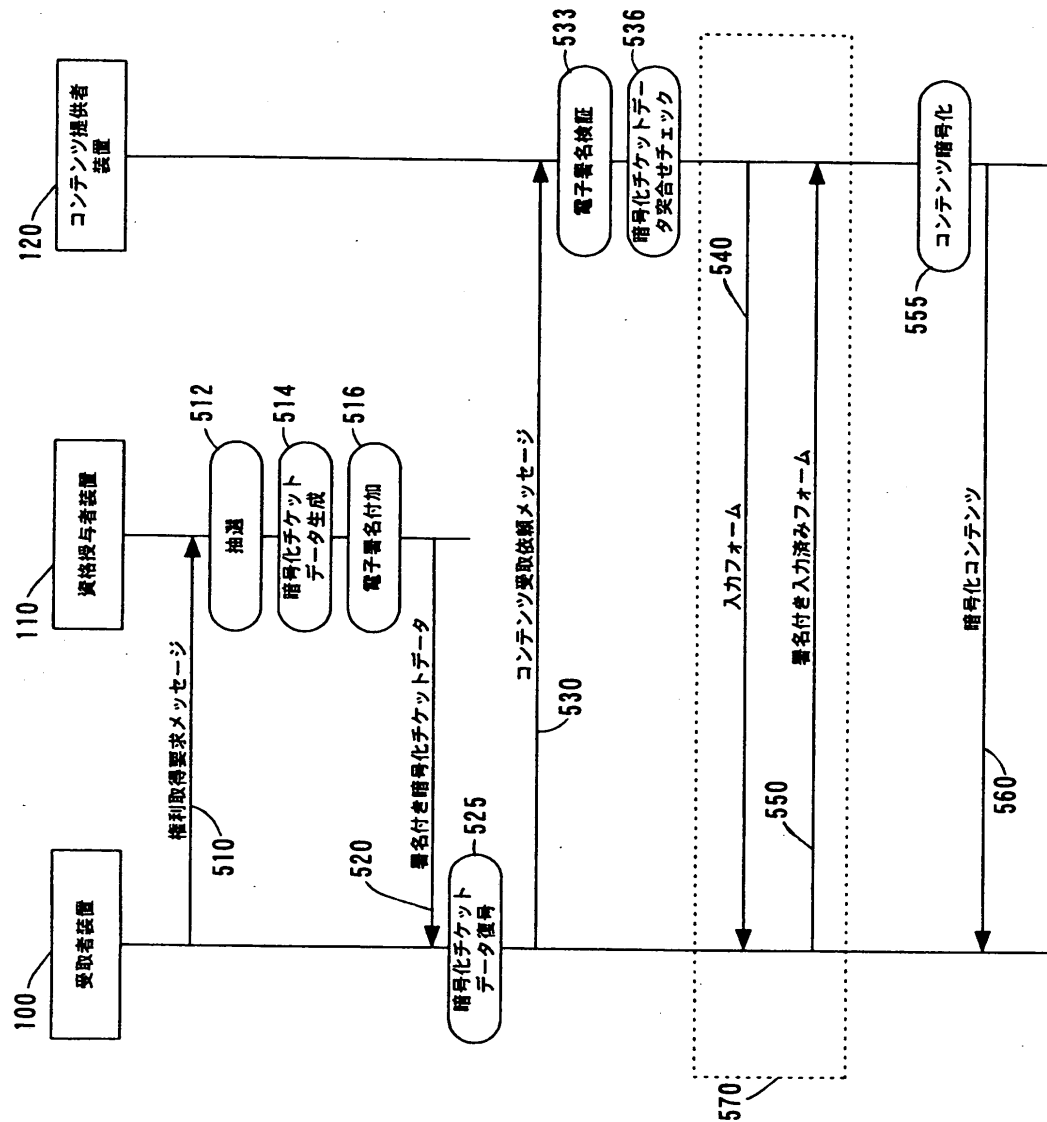 100
受取者装置
110
資格授与者装置
120
コンテンツ提供者
装置
権利取得要求メッセージ
510
抽選
512
暗号化チケット
データ生成
514
電子署名付加
516
署名付き暗号化チケットデータ
520
暗号化チケット
データ復号
525
コンテンツ受取依頼メッセージ
530
電子署名検証
533
暗号化チケットデー
タ突合せチェック
536
入力フォーム
540
署名付き入力済みフォーム
550
570
コンテンツ暗号化
555
暗号化コンテンツ
560